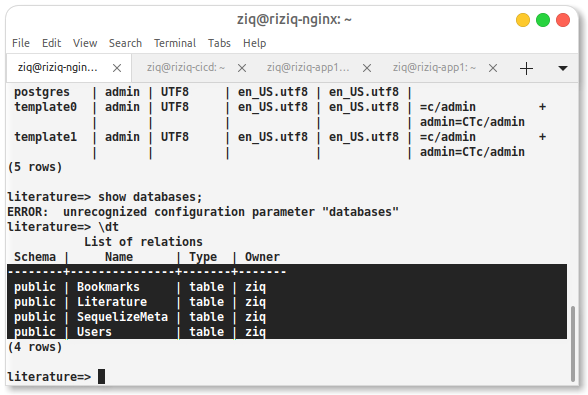 ziq@riziq-nginx: ~
File Edit View Search Terminal Tabs Help
ziq@riziq-ngin... × ziq@riziq-cicd: ~ × ziq@riziq-app1... × ziq@riziq-app1: ~ ×
 postgres   | admin | UTF8     | en_US.utf8 | en_US.utf8 |
 template0  | admin | UTF8     | en_US.utf8 | en_US.utf8 | =c/admin         +
            |       |          |            |            | admin=CTc/admin
 template1  | admin | UTF8     | en_US.utf8 | en_US.utf8 | =c/admin         +
            |       |          |            |            | admin=CTc/admin
(5 rows)
literature=> show databases;
ERROR:  unrecognized configuration parameter "databases"
literature=> \dt
           List of relations
 Schema |     Name      | Type  | Owner
--------+---------------+-------+-------
 public | Bookmarks     | table | ziq
 public | Literature    | table | ziq
 public | SequelizeMeta | table | ziq
 public | Users         | table | ziq
(4 rows)
literature=>